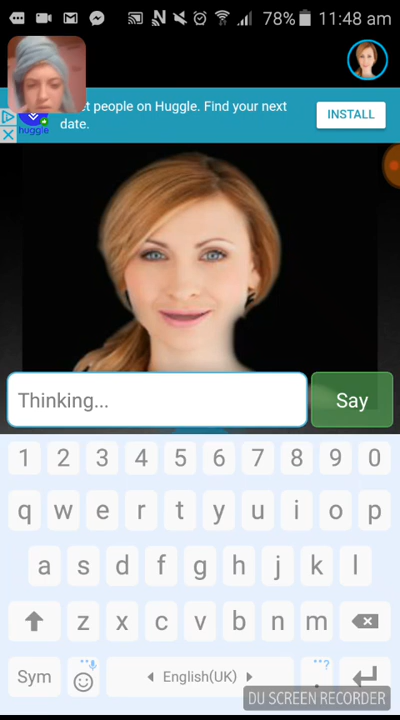 78% 11:48 am
et people on Huggle. Find your next
date.
INSTALL
huggle
Thinking...
Say
1 2 3 4 5 6 7 8 9 0
q w e r t y u i o p
a s d f g h j k l
z x c v b n m
Sym English(UK) ...?
DU SCREEN RECORDER